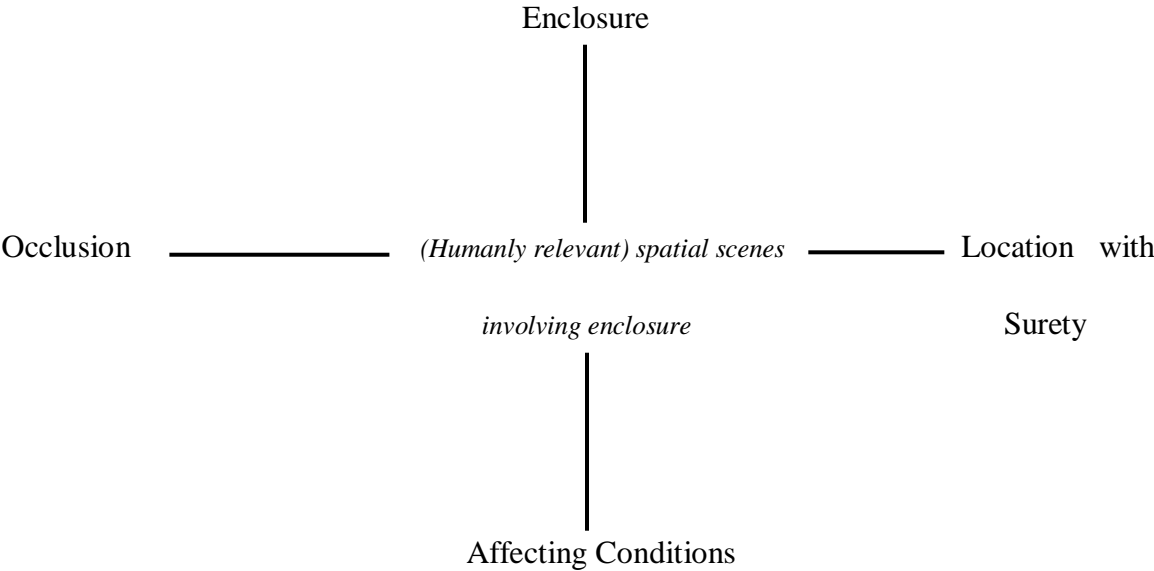 Enclosure
Occlusion
(Humanly relevant) spatial scenes
Location with
involving enclosure
Surety
Affecting Conditions